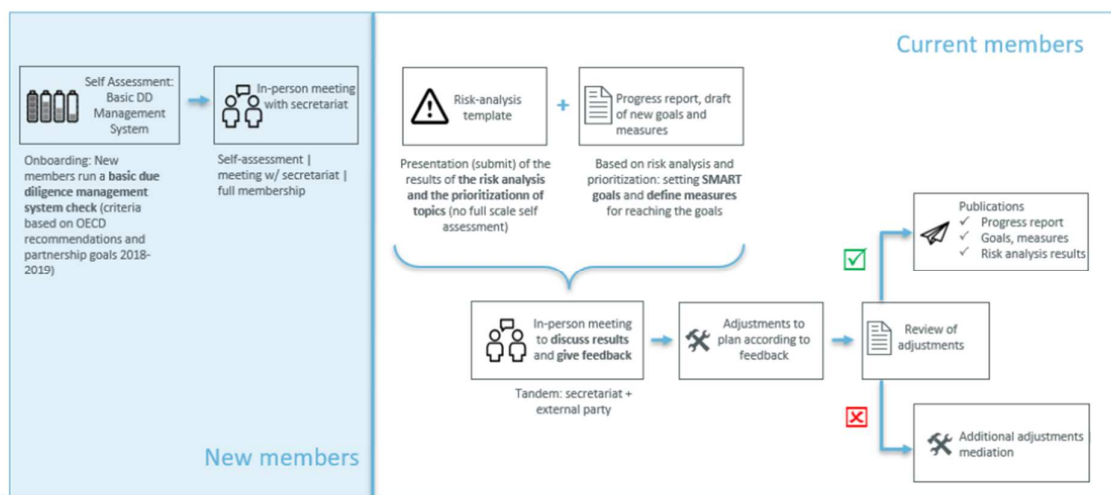 Current members
Self Assessment:
Basic DD
Management
System
In-person meeting
with secretariat
Onboarding: New
members run a basic due
diligence management
system check (criteria
based on OECD
recommendations and
partnership goals 2018-
2019)
Self-assessment |
meeting w/ secretariat |
full membership
New members
Risk-analysis
template
+
Progress report, draft
of new goals and
measures
Presentation (submit) of the
results of the risk analysis
and the prioritizationn of
topics (no full scale self
assessment)
Based on risk analysis and
prioritization: setting SMART
goals and define measures
for reaching the goals
In-person meeting
to discuss results
and give feedback
Tandem: secretariat +
external party
Adjustments to
plan according to
feedback
Review of
adjustments
Publications
✓ Progress report
✓ Goals, measures
✓ Risk analysis results
Additional adjustments
mediation